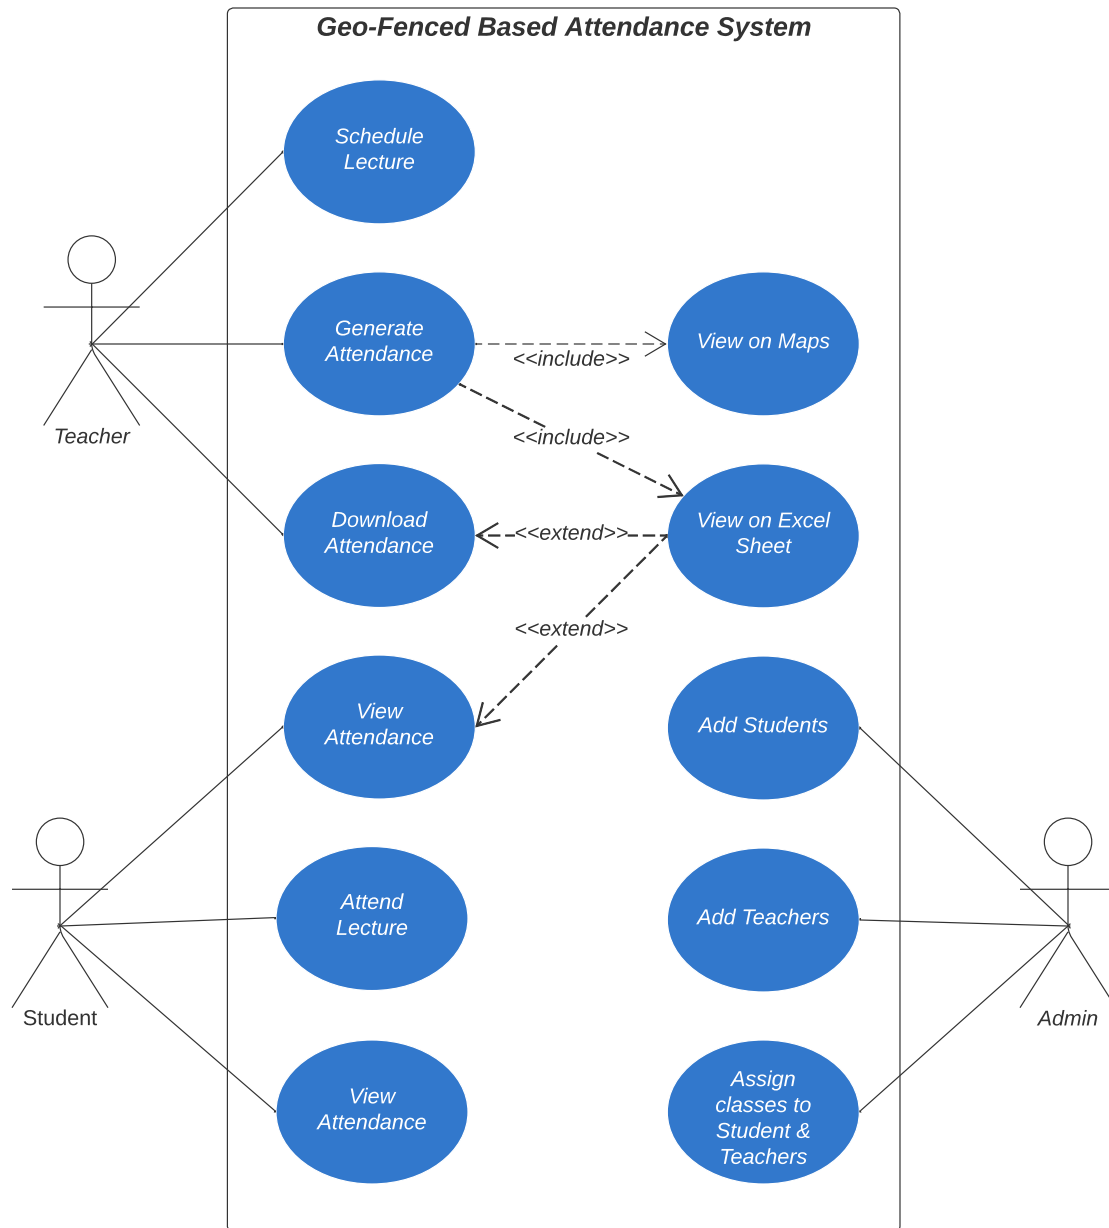 Geo-Fenced Based Attendance System
Schedule
Lecture
Generate
Attendance
<<include>>
View on Maps
Teacher
<<include>>
Download
Attendance
<<extend>>
View on Excel
Sheet
<<extend>>
View
Attendance
Add Students
Attend
Lecture
Add Teachers
Student
Admin
View
Attendance
Assign
classes to
Student &
Teachers